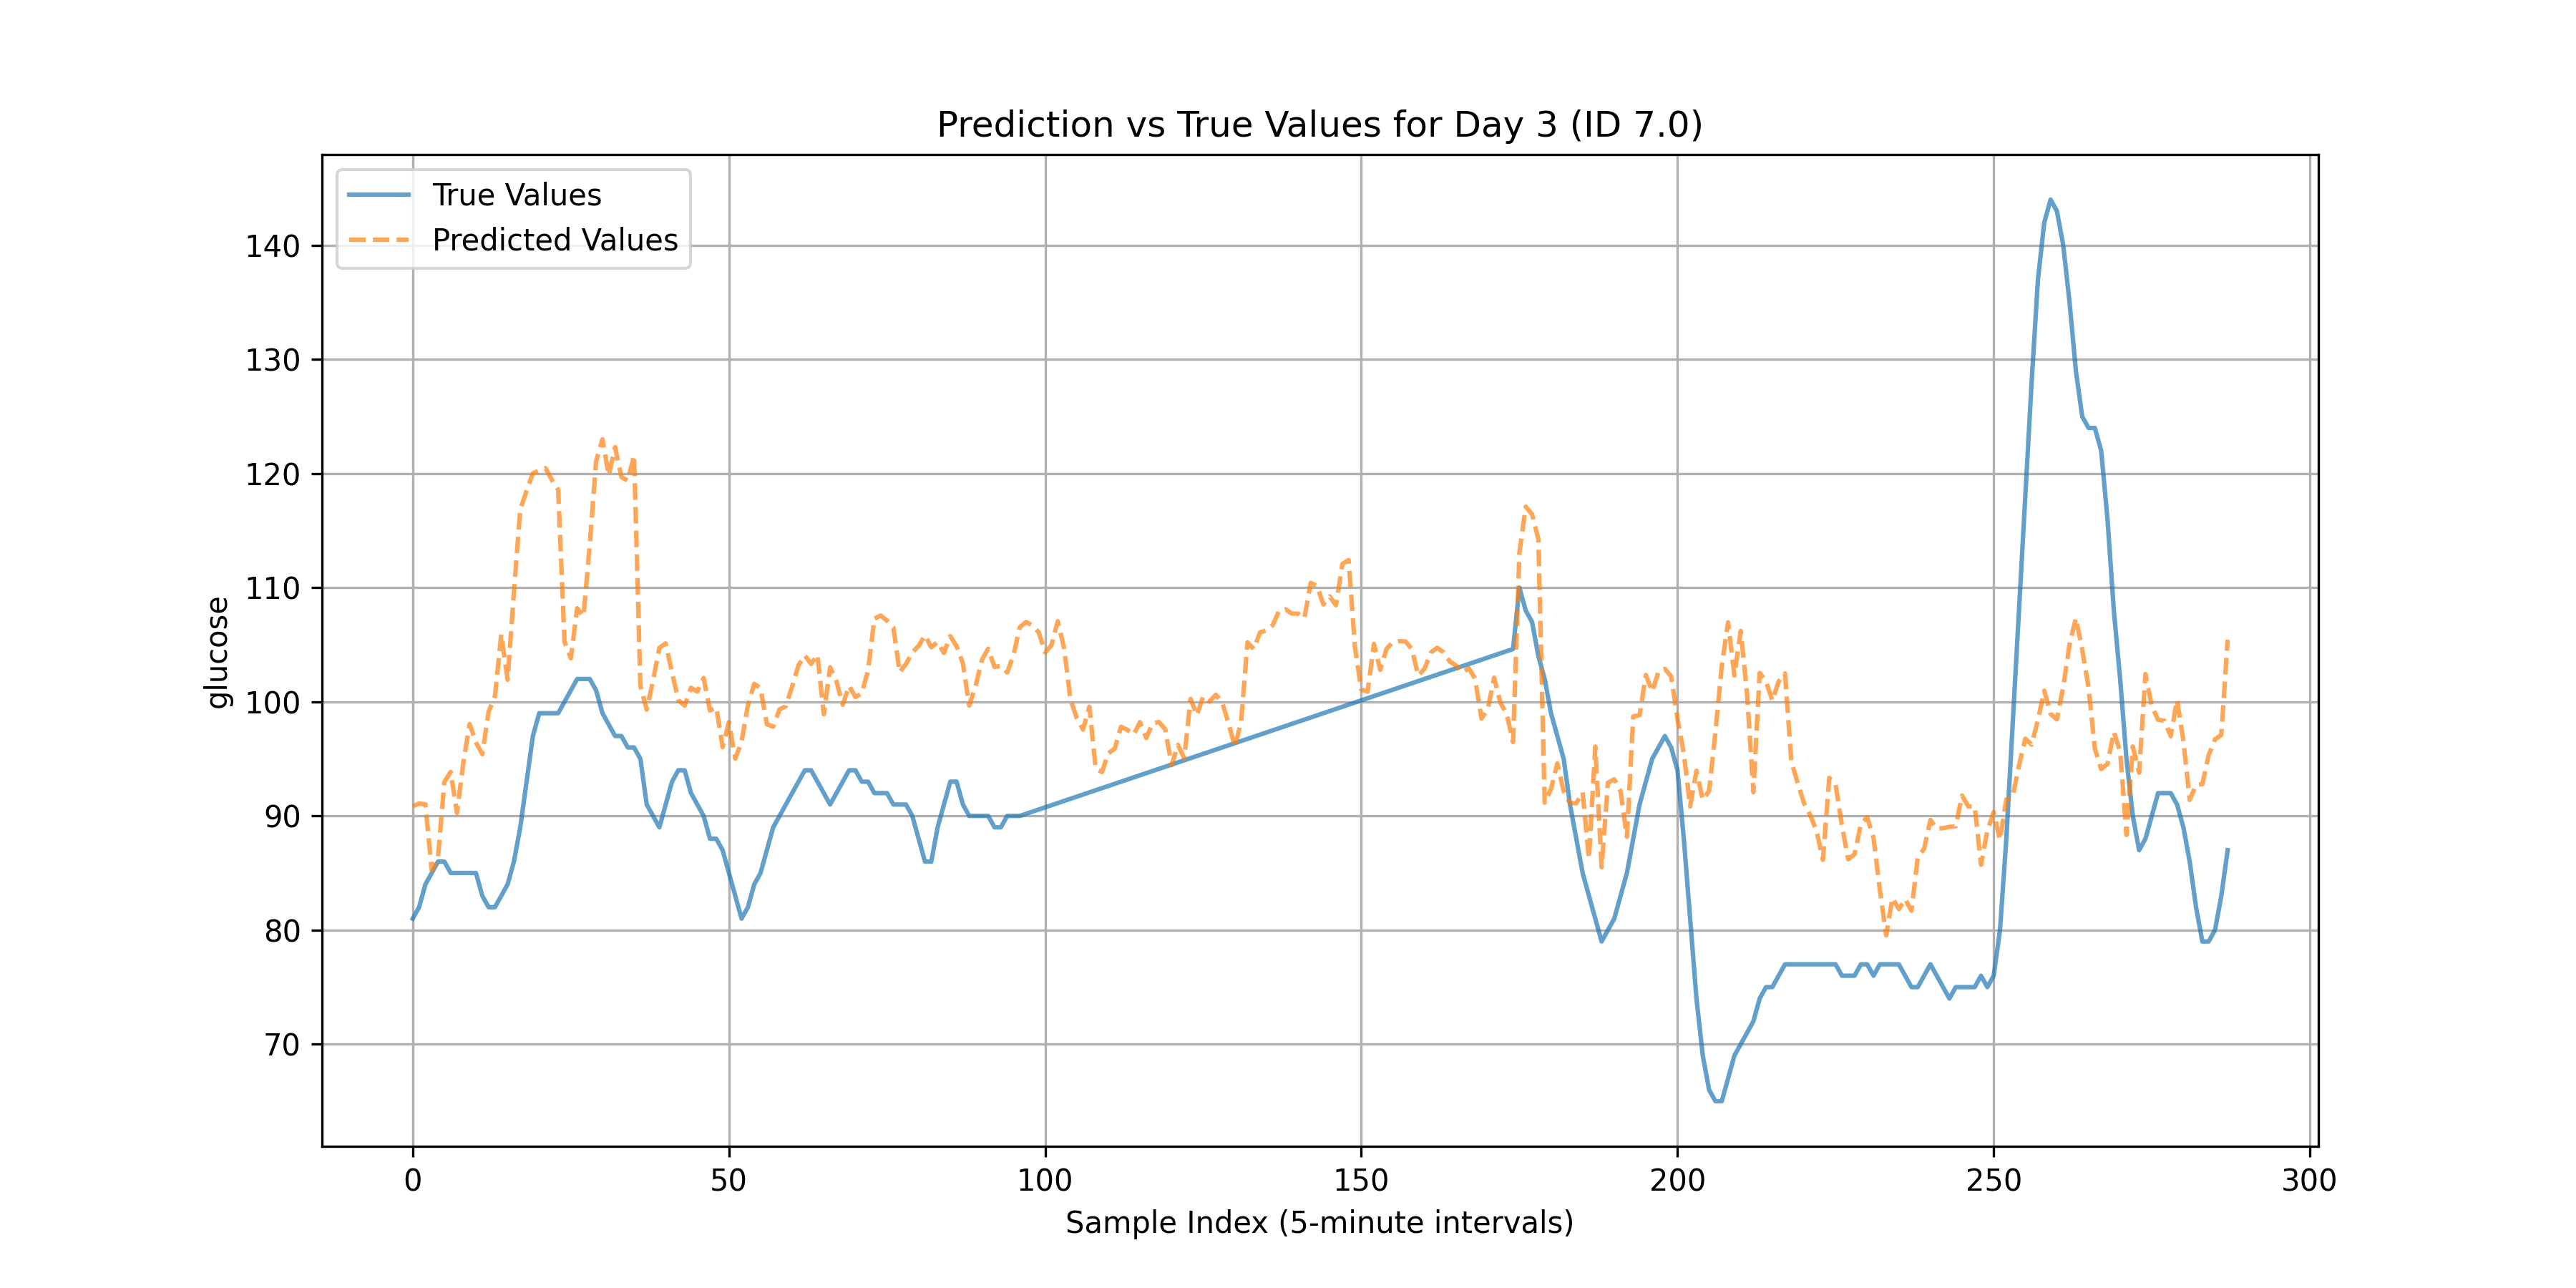 Prediction vs True Values for Day 3 (ID 7.0)
True Values
Predicted Values
140
130
120
110
100
90
80
70
glucose
0 50 100 150 200 250 300
Sample Index (5-minute intervals)